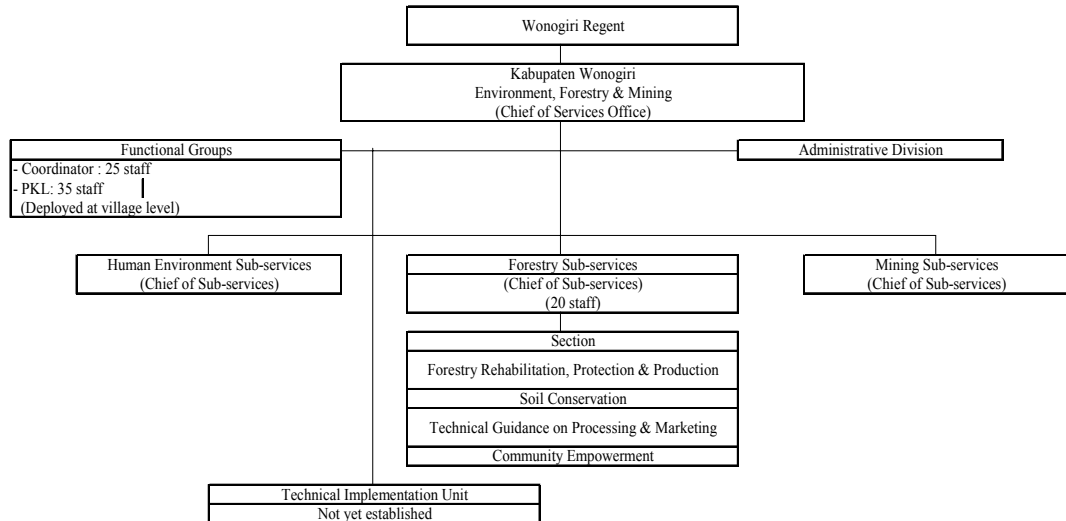 Wonogiri Regent
Kabupaten Wonogiri
Environment, Forestry & Mining
(Chief of Services Office)
Functional Groups
- Coordinator : 25 staff
- PKL: 35 staff
(Deployed at village level)
Administrative Division
Human Environment Sub-services
(Chief of Sub-services)
Forestry Sub-services
(Chief of Sub-services)
(20 staff)
Mining Sub-services
(Chief of Sub-services)
Section
Forestry Rehabilitation, Protection & Production
Soil Conservation
Technical Guidance on Processing & Marketing
Community Empowerment
Technical Implementation Unit
Not yet established